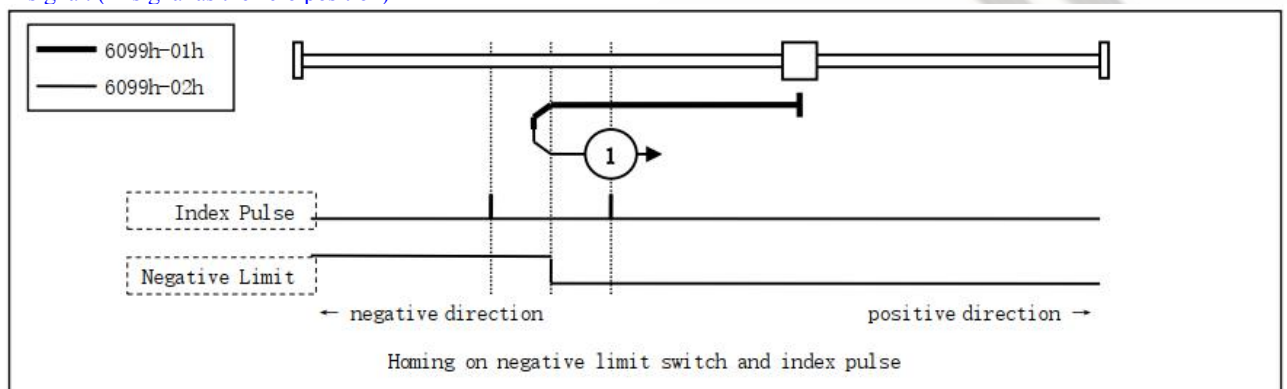 6099h-01h
6099h-02h
1
Index Pulse
Negative Limit
← negative direction
positive direction →
Homing on negative limit switch and index pulse